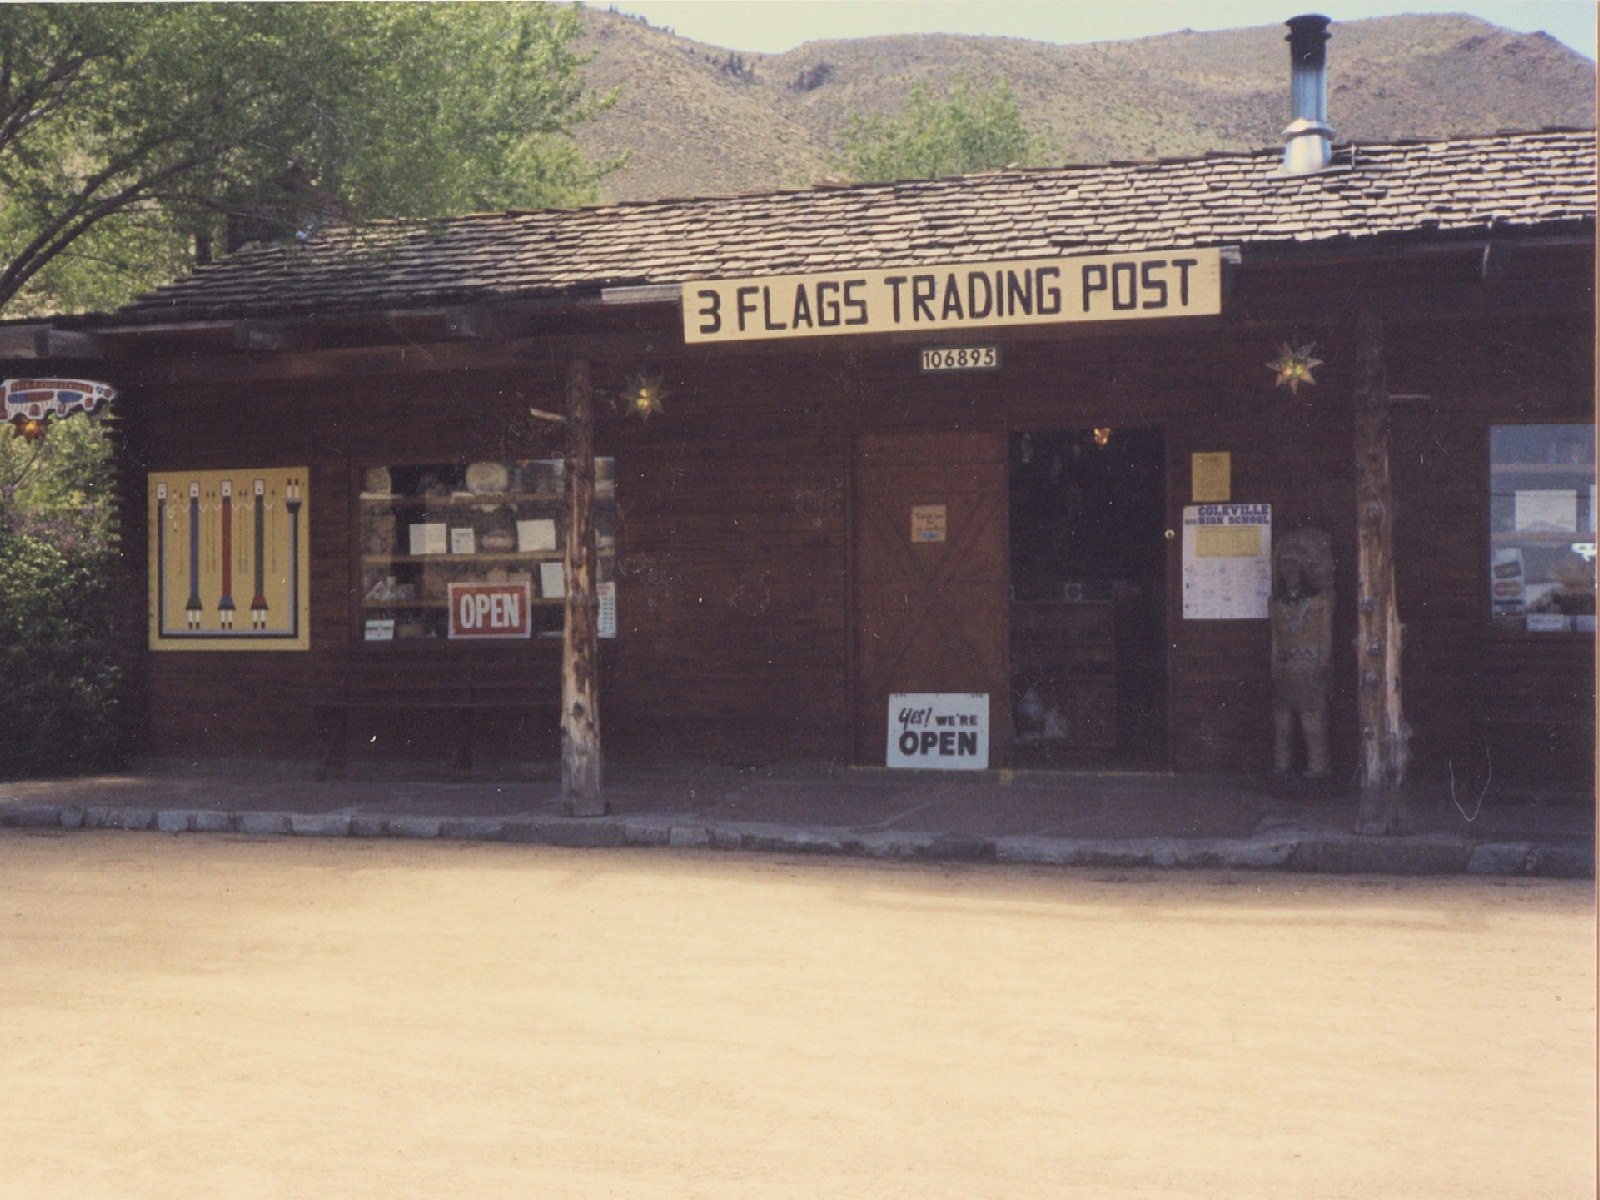 3 FLAGS TRADING POST
106895
OPEN
COLEVILLE
HIGH SCHOOL
YES! WE'RE
OPEN